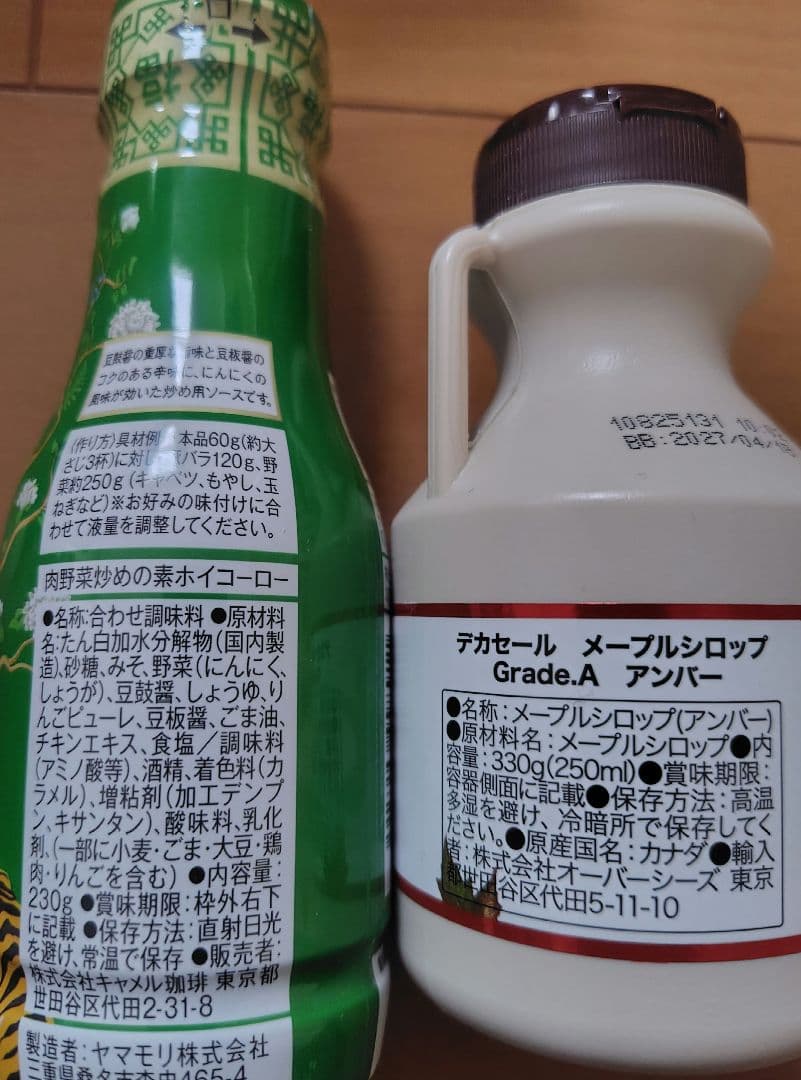 福
豆鼓醤の重厚な旨味と豆板醤の
コクのある辛味に、にんにくの
風味が効いた炒め用ソースです。
〈作り方〉具材例 本品60g(約大
さじ3杯)に対し バラ120g、野
菜約250g(キャベツ、もやし、玉
ねぎなど)※お好みの味付けに合
わせて液量を調整してください。
肉野菜炒めの素ホイコーロー
●名称:合わせ調味料 ●原材料
名:たん白加水分解物(国内製
造)、砂糖、みそ、野菜(にんにく、
しょうが)、豆鼓醤、しょうゆ、り
んごピューレ、豆板醤、ごま油、
チキンエキス、食塩/調味料
(アミノ酸等)、酒精、着色料(カ
ラメル)、増粘剤(加工デンプ
ン、キサンタン)、酸味料、乳化
剤、(一部に小麦・ごま・大豆・鶏
肉・りんごを含む) ●内容量:
230g ●賞味期限:枠外右下
に記載 ●保存方法:直射日光
を避け、常温で保存 ●販売者:
株式会社キャメル珈琲 東京都
世田谷区代田2-31-8
製造者:ヤマモリ株式会社
三重県桑名市 465-4
10825131
BB:2027/04/
デカセール メープルシロップ
Grade.A アンバー
●名称:メープルシロップ(アンバー)
●原材料名:メープルシロップ●内
容量:330g(250ml)●賞味期限:
容器側面に記載●保存方法:高温
多湿を避け、冷暗所で保存してく
ださい。●原産国名:カナダ●輸入
者:株式会社オーバーシーズ 東京
都世田谷区代田5-11-10